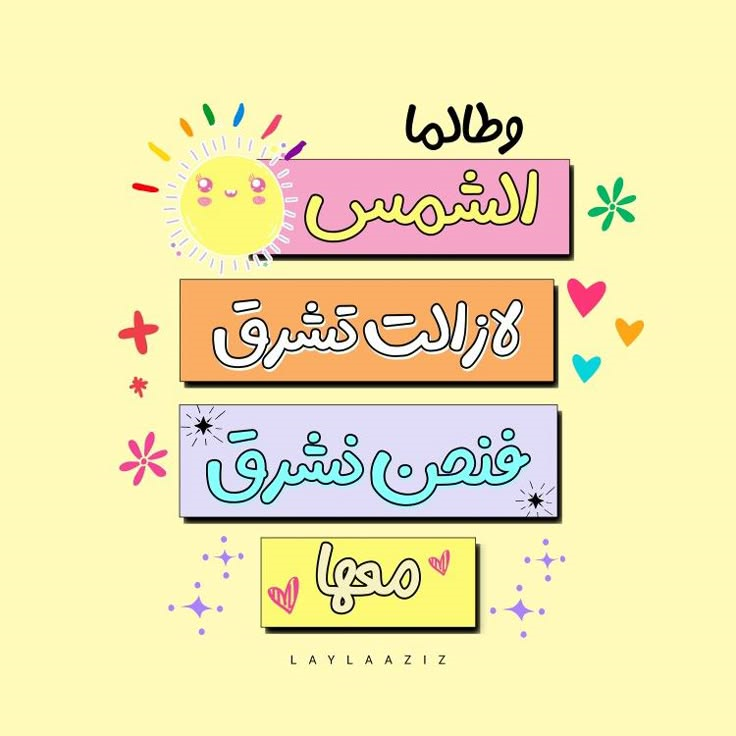 وطالما
الشمس
لازالت تشرق
فنحن نشرق
معها
LAYLAAZIZ